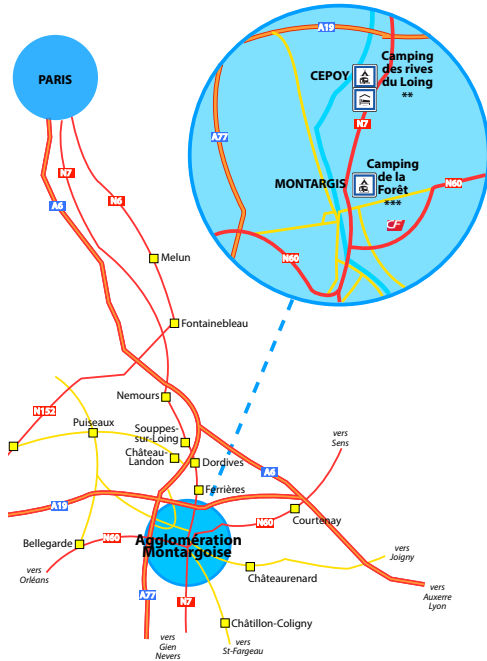 PARIS
A19
CEPOY
Camping
des rives
du Loing
**
N7
A77
Camping
de la
Forêt
***
MONTARGIS
N60
N60
N7
N6
A6
Melun
Fontainebleau
Nemours
N152
Puiseaux
Souppes-
sur-Loing
Château-
Landon
Dordives
vers
Sens
A6
Ferrières
A19
N60
Courtenay
Bellegarde
N60
Agglomération
Montargoise
vers
Orléans
vers
Joigny
Châteaurenard
A77
N7
vers
Auxerre
Lyon
Châtillon-Coligny
vers
Gien
Nevers
vers
St-Fargeau